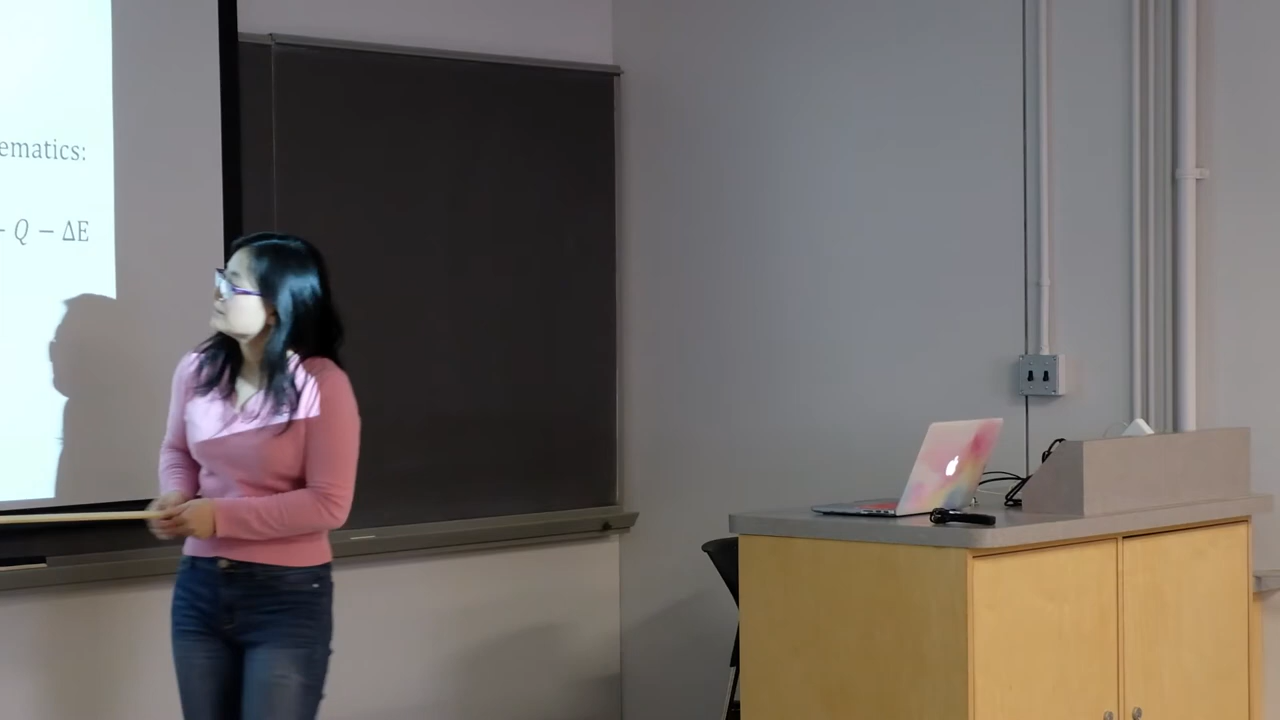 ematics:
- Q − ΔE